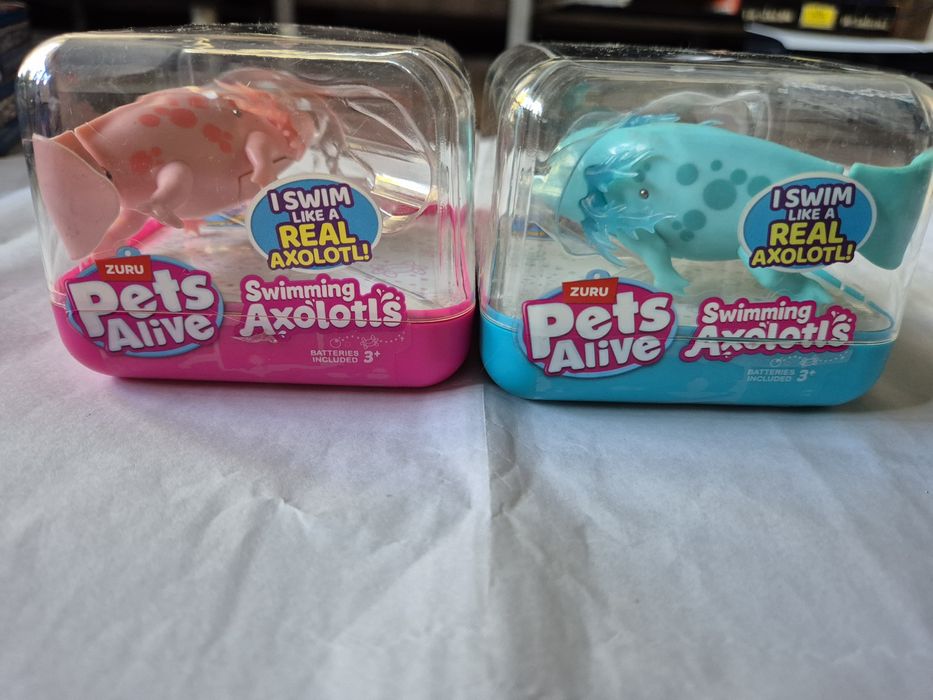 I SWIM
LIKE A
REAL
AXOLOTL!
ZURU
Pets
Alive
Swimming
Axolotls
BATTERIES
INCLUDED 3+
I SWIM
LIKE A
REAL
AXOLOTL!
ZURU
Pets
Alive
Swimming
Axolotls
BATTERIES
INCLUDED 3+